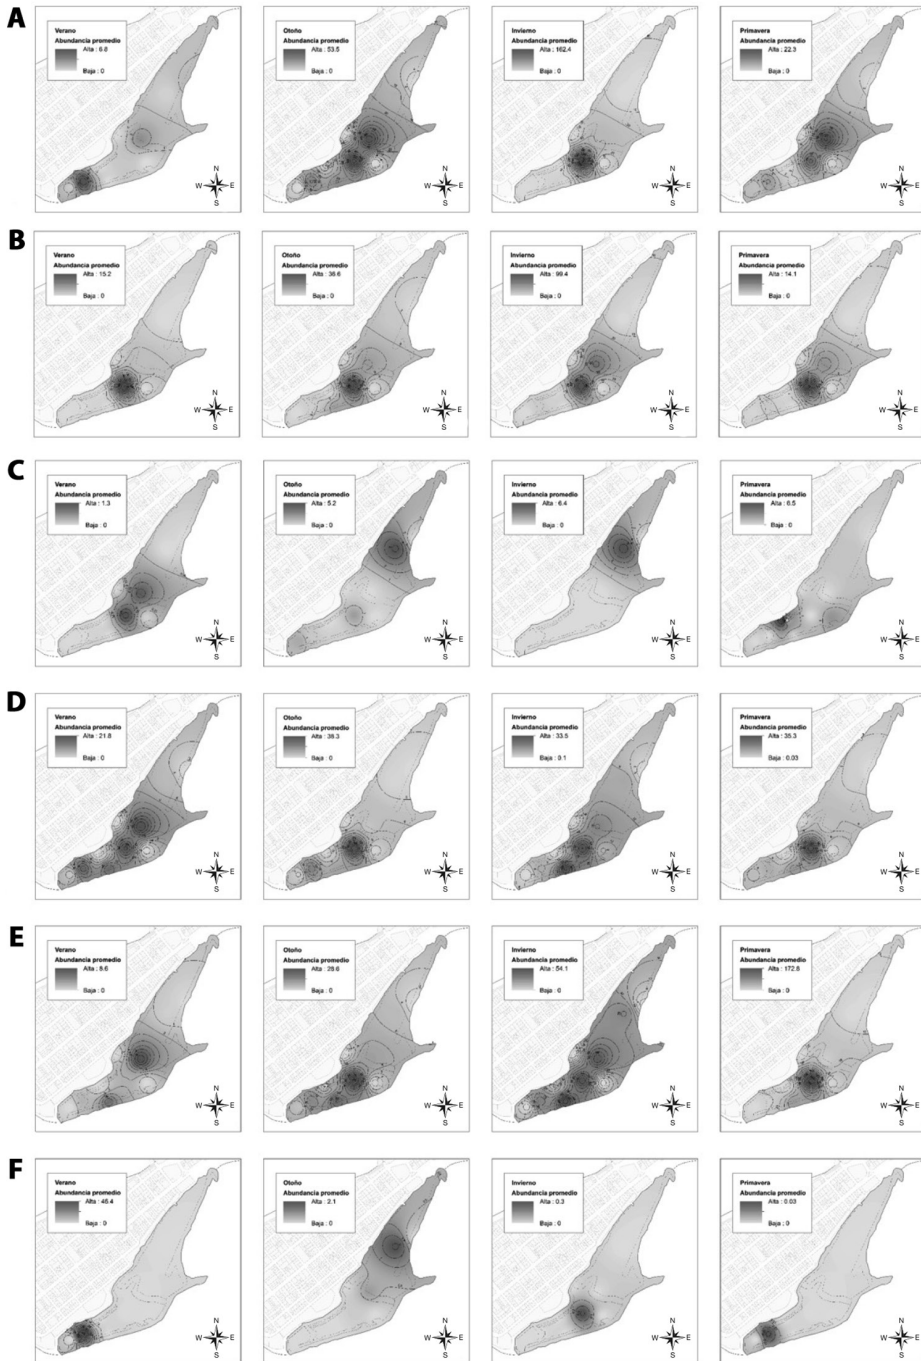 A
Verano
Abundancia promedio
Alta : 6.8
Baja : 0
N
W E
S
Otoño
Abundancia promedio
Alta : 53.5
Baja : 0
N
W E
S
Invierno
Abundancia promedio
Alta : 162.4
Baja : 0
N
W E
S
Primavera
Abundancia promedio
Alta : 22.3
Baja : 0
N
W E
S
B
Verano
Abundancia promedio
Alta : 15.2
Baja : 0
N
W E
S
Otoño
Abundancia promedio
Alta : 38.6
Baja : 0
N
W E
S
Invierno
Abundancia promedio
Alta : 99.4
Baja : 0
N
W E
S
Primavera
Abundancia promedio
Alta : 14.1
Baja : 0
N
W E
S
C
Verano
Abundancia promedio
Alta : 1.3
Baja : 0
N
W E
S
Otoño
Abundancia promedio
Alta : 5.2
Baja : 0
N
W E
S
Invierno
Abundancia promedio
Alta : 6.4
Baja : 0
N
W E
S
Primavera
Abundancia promedio
Alta : 6.5
Baja : 0
N
W E
S
D
Verano
Abundancia promedio
Alta : 21.8
Baja : 0
N
W E
S
Otoño
Abundancia promedio
Alta : 38.3
Baja : 0
N
W E
S
Invierno
Abundancia promedio
Alta : 33.5
Baja : 0.1
N
W E
S
Primavera
Abundancia promedio
Alta : 35.3
Baja : 0.03
N
W E
S
E
Verano
Abundancia promedio
Alta : 8.6
Baja : 0
N
W E
S
Otoño
Abundancia promedio
Alta : 28.6
Baja : 0
N
W E
S
Invierno
Abundancia promedio
Alta : 54.1
Baja : 0
N
W E
S
Primavera
Abundancia promedio
Alta : 172.8
Baja : 0
N
W E
S
F
Verano
Abundancia promedio
Alta : 46.4
Baja : 0
N
W E
S
Otoño
Abundancia promedio
Alta : 2.1
Baja : 0
N
W E
S
Invierno
Abundancia promedio
Alta : 0.3
Baja : 0
N
W E
S
Primavera
Abundancia promedio
Alta : 0.03
Baja : 0
N
W E
S